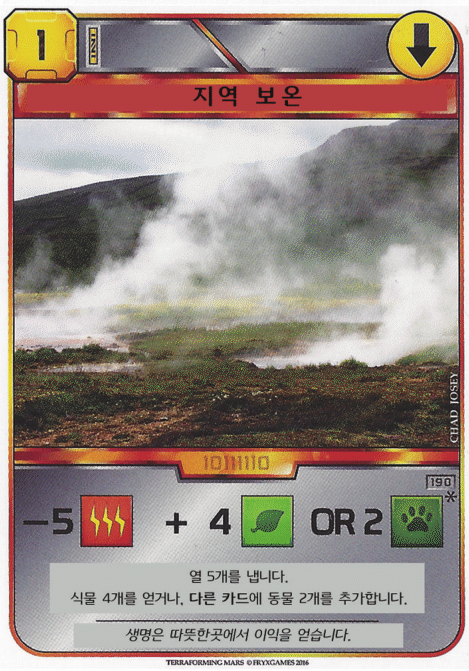 1
지역 보온
CHAD JOSEY
10111110
190
-5 + 4 OR 2 *
열 5개를 냅니다.
식물 4개를 얻거나, 다른 카드에 동물 2개를 추가합니다.
생명은 따뜻한곳에서 이익을 얻습니다.
TERRAFORMING MARS © FRYXGAMES 2016